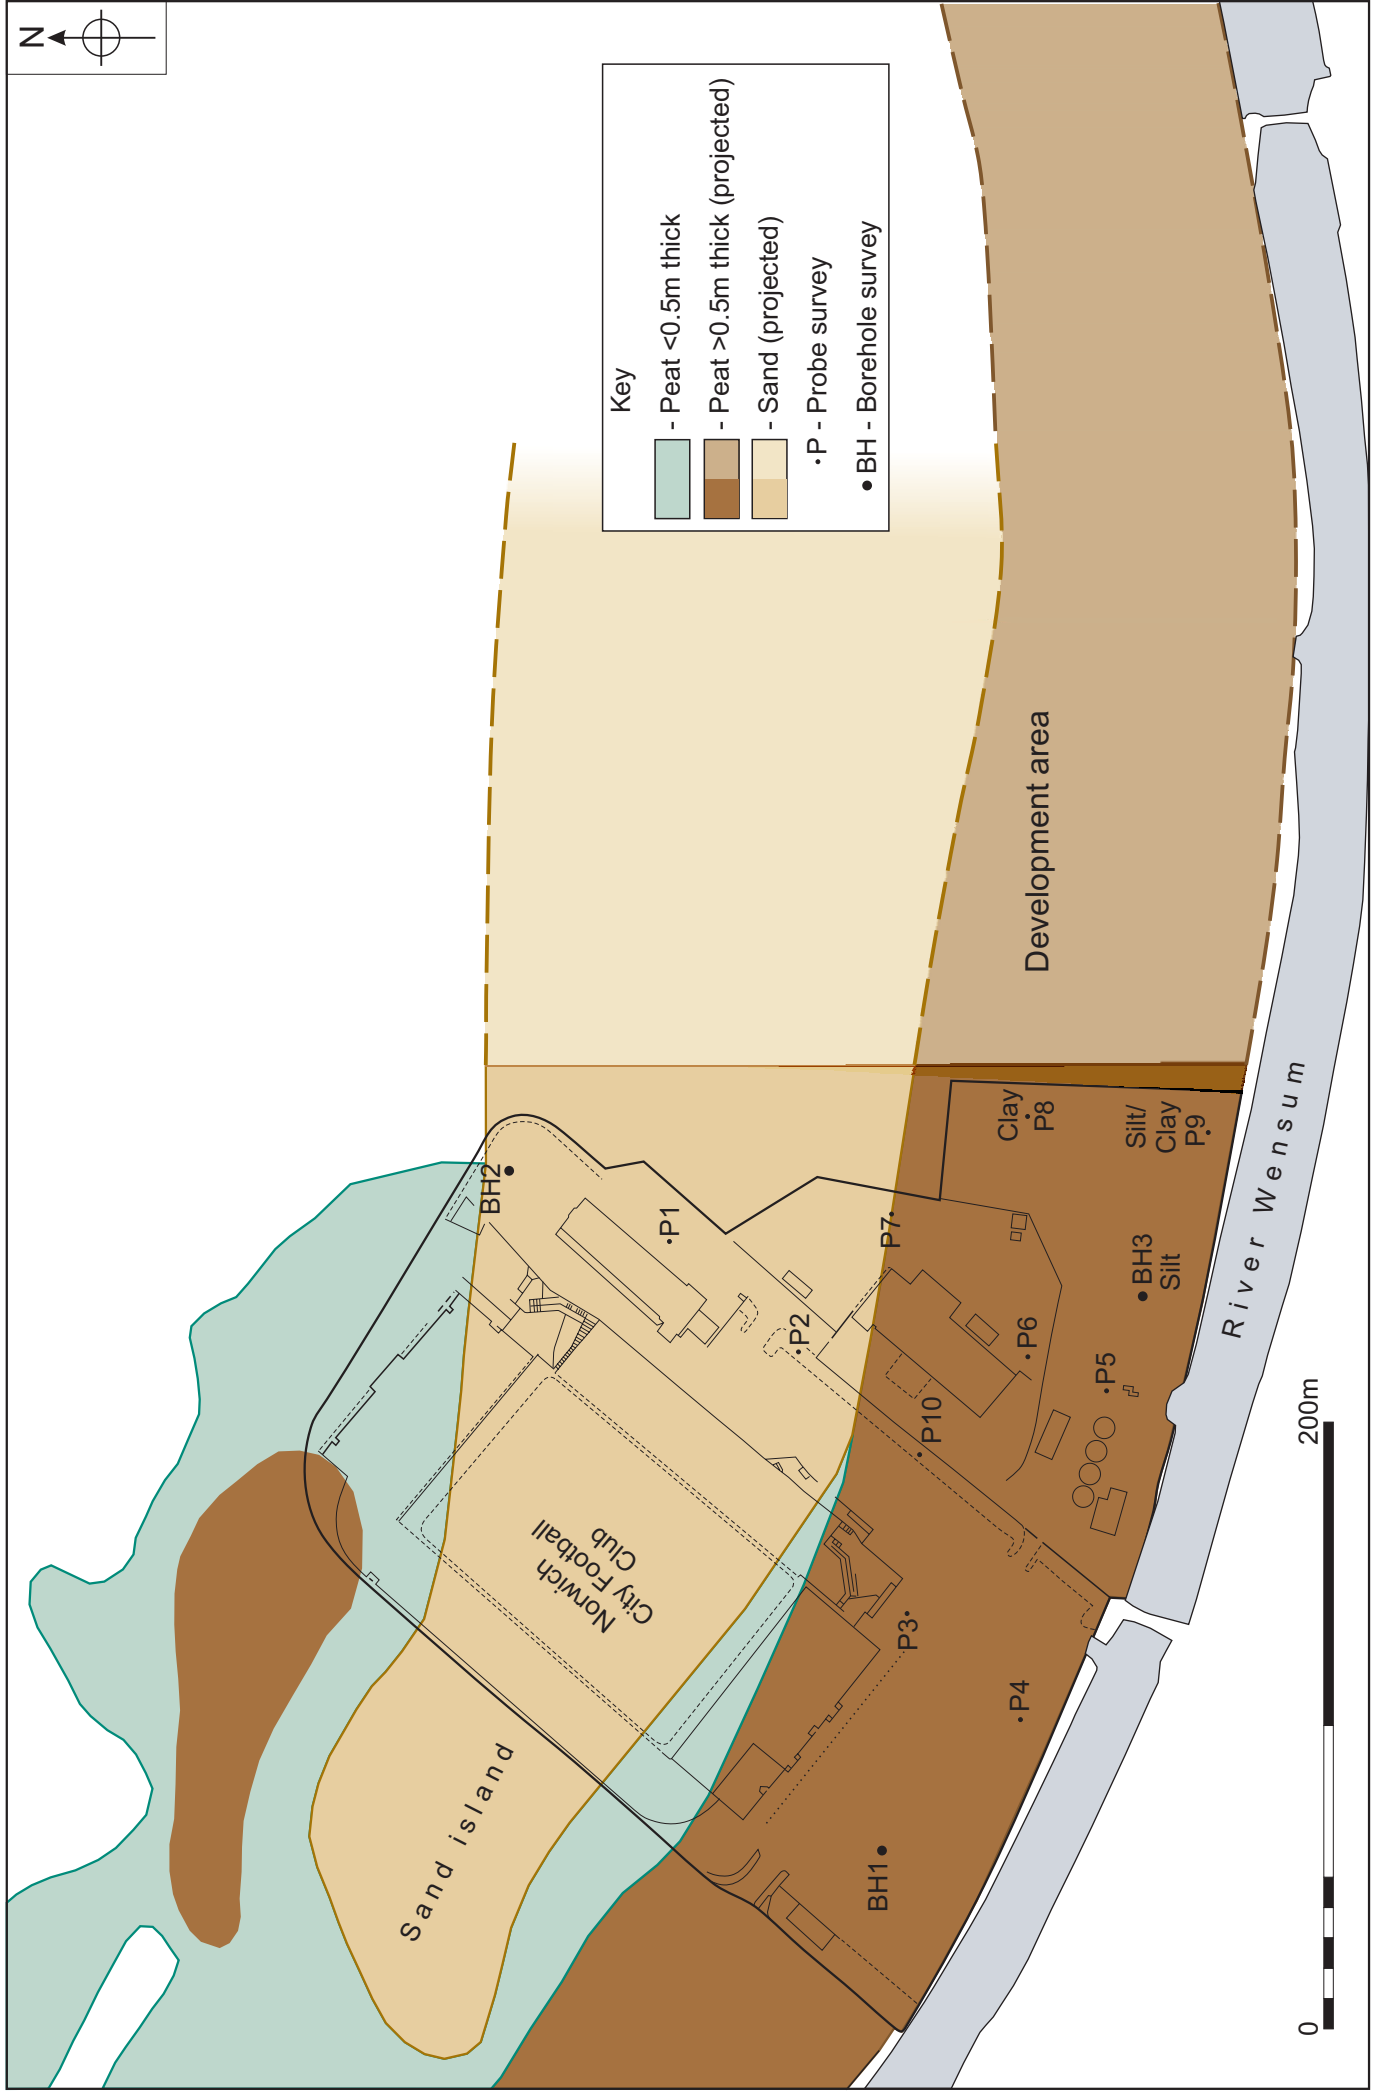 N
Key
- Peat <0.5m thick
- Peat >0.5m thick (projected)
- Sand (projected)
P - Probe survey
BH - Borehole survey
Sand island
Norwich
City Football
Club
BH2
P1
P2
P7
P10
P3
P4
P6
P5
BH3
Silt
Clay
P8
Silt/
Clay
P9
BH1
Development area
River Wensum
0
200m